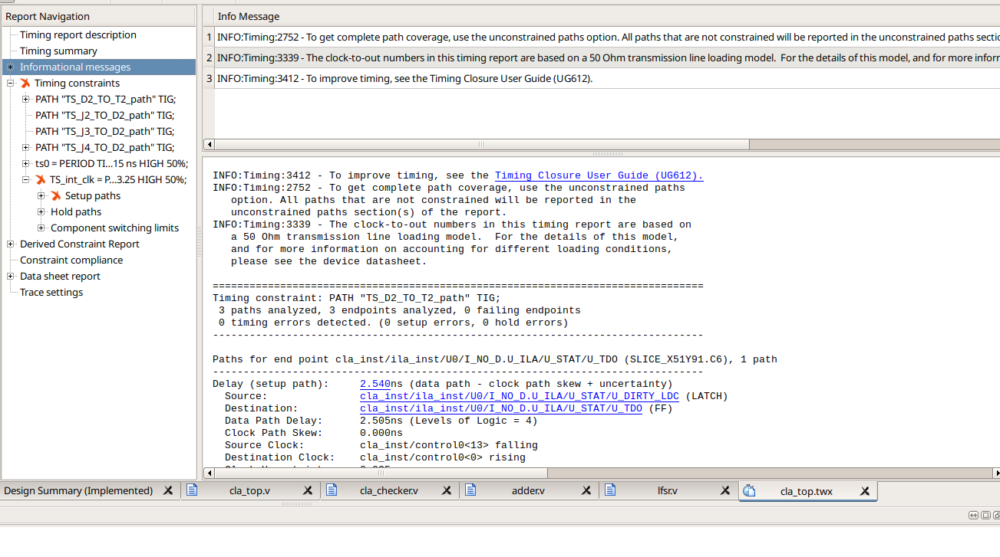 Report Navigation
Timing report description
Timing summary
Informational messages
Timing constraints
PATH "TS_D2_TO_T2_path" TIG;
PATH "TS_J2_TO_D2_path" TIG;
PATH "TS_J3_TO_D2_path" TIG;
PATH "TS_J4_TO_D2_path" TIG;
ts0 = PERIOD TI...15 ns HIGH 50%;
TS_int_clk = P...3.25 HIGH 50%;
Setup paths
Hold paths
Component switching limits
Derived Constraint Report
Constraint compliance
Data sheet report
Trace settings
Info Message
1 INFO:Timing:2752 - To get complete path coverage, use the unconstrained paths option. All paths that are not constrained will be reported in the unconstrained paths sectio
2 INFO:Timing:3339 - The clock-to-out numbers in this timing report are based on a 50 Ohm transmission line loading model.  For the details of this model, and for more infor
3 INFO:Timing:3412 - To improve timing, see the Timing Closure User Guide (UG612).
INFO:Timing:3412 - To improve timing, see the Timing Closure User Guide (UG612).
INFO:Timing:2752 - To get complete path coverage, use the unconstrained paths
option. All paths that are not constrained will be reported in the
unconstrained paths section(s) of the report.
INFO:Timing:3339 - The clock-to-out numbers in this timing report are based on
a 50 Ohm transmission line loading model.  For the details of this model,
and for more information on accounting for different loading conditions,
please see the device datasheet.
================================================================================
Timing constraint: PATH "TS_D2_TO_T2_path" TIG;
3 paths analyzed, 3 endpoints analyzed, 0 failing endpoints
0 timing errors detected. (0 setup errors, 0 hold errors)
--------------------------------------------------------------------------------
Paths for end point cla_inst/ila_inst/U0/I_NO_D.U_ILA/U_STAT/U_TDO (SLICE_X51Y91.C6), 1 path
--------------------------------------------------------------------------------
Delay (setup path): 2.540ns (data path - clock path skew + uncertainty)
Source: cla_inst/ila_inst/U0/I_NO_D.U_ILA/U_STAT/U_DIRTY_LDC (LATCH)
Destination: cla_inst/ila_inst/U0/I_NO_D.U_ILA/U_STAT/U_TDO (FF)
Data Path Delay: 2.505ns (Levels of Logic = 4)
Clock Path Skew: 0.000ns
Source Clock: cla_inst/control0<13> falling
Destination Clock: cla_inst/control0<0> rising
Design Summary (Implemented)
cla_top.v
cla_checker.v
adder.v
lfsr.v
cla_top.twx